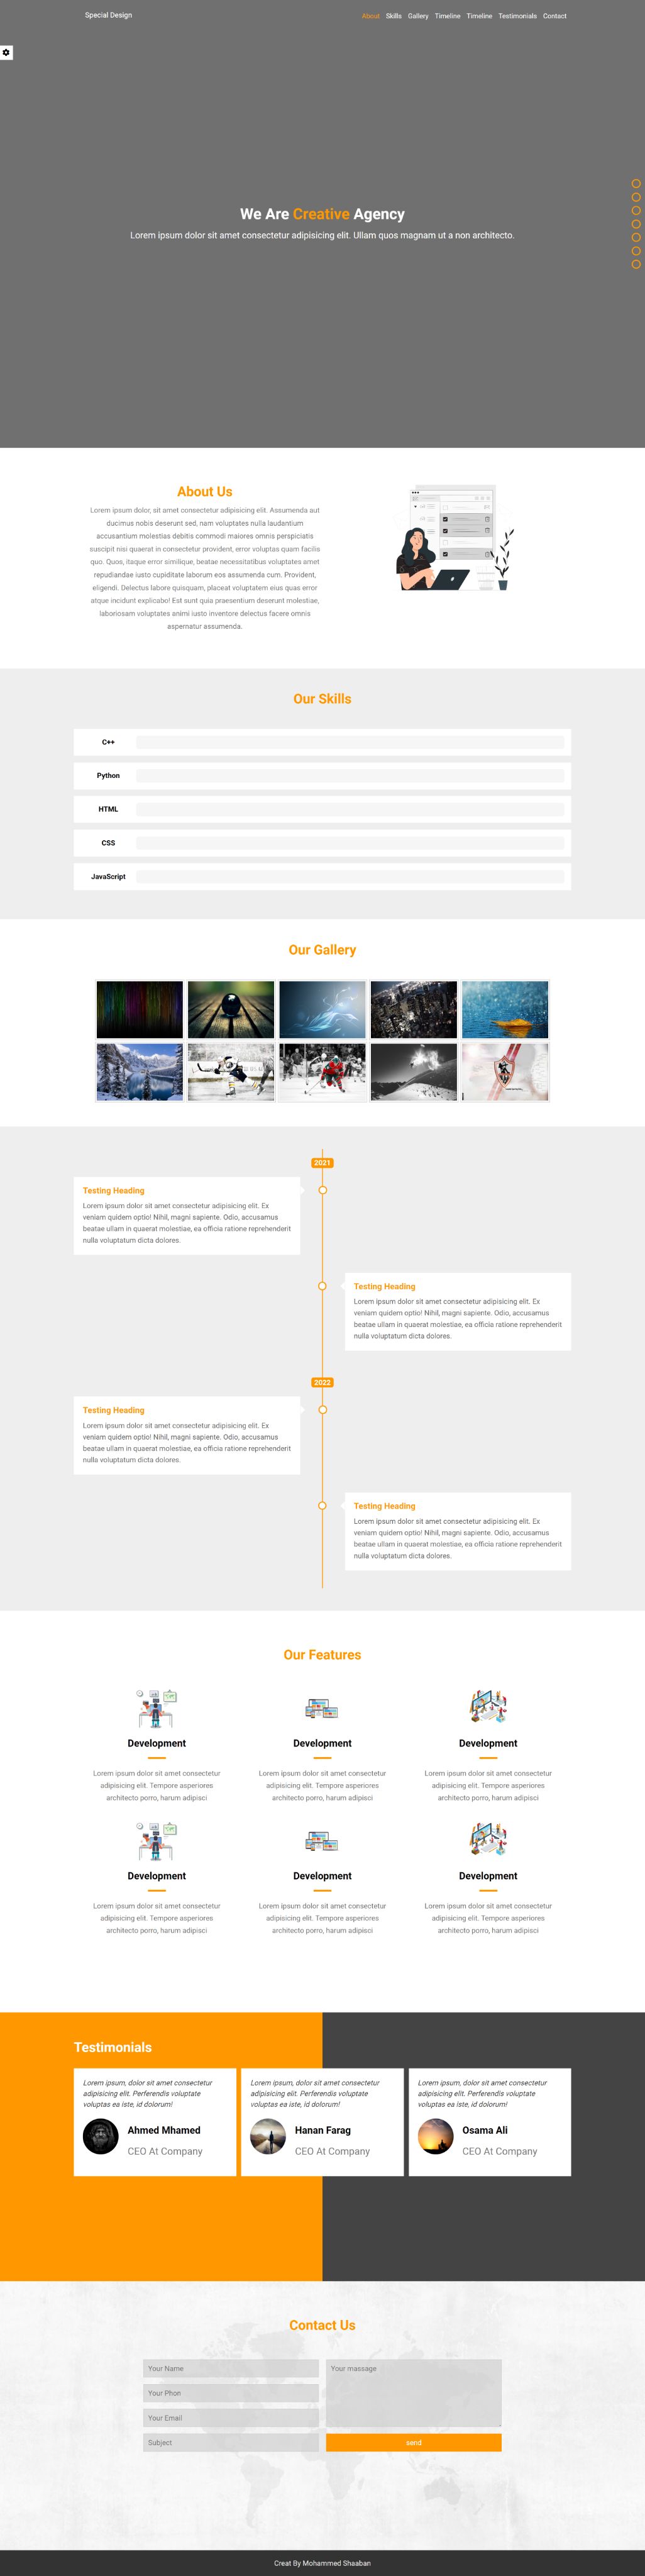 Special Design
About Skills Gallery Timeline Timeline Testimonials Contact
We Are Creative Agency
Lorem ipsum dolor sit amet consectetur adipisicing elit. Ullam quos magnam ut a non architecto.
About Us
Lorem ipsum dolor, sit amet consectetur adipisicing elit. Assumenda aut
ducimus nobis deserunt sed, nam voluptates nulla laudantium
accusantium molestias debitis commodi maiores omnis perspiciatis
suscipit nisi quaerat in consectetur provident, error voluptas quam facilis
quo. Quos, itaque error similique, beatae necessitatibus voluptates amet
repudiandae iusto cupiditate laborum eos assumenda cum. Provident,
eligendi. Delectus labore quisquam, placeat voluptatem eius quas error
atque incidunt explicabo! Est sunt quia praesentium deserunt molestiae,
laboriosam voluptates animi iusto inventore delectus facere omnis
aspernatur assumenda.
Our Skills
C++
Python
HTML
CSS
JavaScript
Our Gallery
2021
Testing Heading
Lorem ipsum dolor sit amet consectetur adipisicing elit. Ex
veniam quidem optio! Nihil, magni sapiente. Odio, accusamus
beatae ullam in quaerat molestiae, ea officia ratione reprehenderit
nulla voluptatum dicta dolores.
Testing Heading
Lorem ipsum dolor sit amet consectetur adipisicing elit. Ex
veniam quidem optio! Nihil, magni sapiente. Odio, accusamus
beatae ullam in quaerat molestiae, ea officia ratione reprehenderit
nulla voluptatum dicta dolores.
2022
Testing Heading
Lorem ipsum dolor sit amet consectetur adipisicing elit. Ex
veniam quidem optio! Nihil, magni sapiente. Odio, accusamus
beatae ullam in quaerat molestiae, ea officia ratione reprehenderit
nulla voluptatum dicta dolores.
Testing Heading
Lorem ipsum dolor sit amet consectetur adipisicing elit. Ex
veniam quidem optio! Nihil, magni sapiente. Odio, accusamus
beatae ullam in quaerat molestiae, ea officia ratione reprehenderit
nulla voluptatum dicta dolores.
Our Features
Development
Lorem ipsum dolor sit amet consectetur
adipisicing elit. Tempore asperiores
architecto porro, harum adipisci
Development
Lorem ipsum dolor sit amet consectetur
adipisicing elit. Tempore asperiores
architecto porro, harum adipisci
Development
Lorem ipsum dolor sit amet consectetur
adipisicing elit. Tempore asperiores
architecto porro, harum adipisci
Development
Lorem ipsum dolor sit amet consectetur
adipisicing elit. Tempore asperiores
architecto porro, harum adipisci
Development
Lorem ipsum dolor sit amet consectetur
adipisicing elit. Tempore asperiores
architecto porro, harum adipisci
Development
Lorem ipsum dolor sit amet consectetur
adipisicing elit. Tempore asperiores
architecto porro, harum adipisci
Testimonials
Lorem ipsum, dolor sit amet consectetur
adipisicing elit. Perferendis voluptate
voluptas ea iste, id dolorum!
Ahmed Mhamed
CEO At Company
Lorem ipsum, dolor sit amet consectetur
adipisicing elit. Perferendis voluptate
voluptas ea iste, id dolorum!
Hanan Farag
CEO At Company
Lorem ipsum, dolor sit amet consectetur
adipisicing elit. Perferendis voluptate
voluptas ea iste, id dolorum!
Osama Ali
CEO At Company
Contact Us
Your Name
Your Phon
Your Email
Subject
Your massage
send
Creat By Mohammed Shaaban